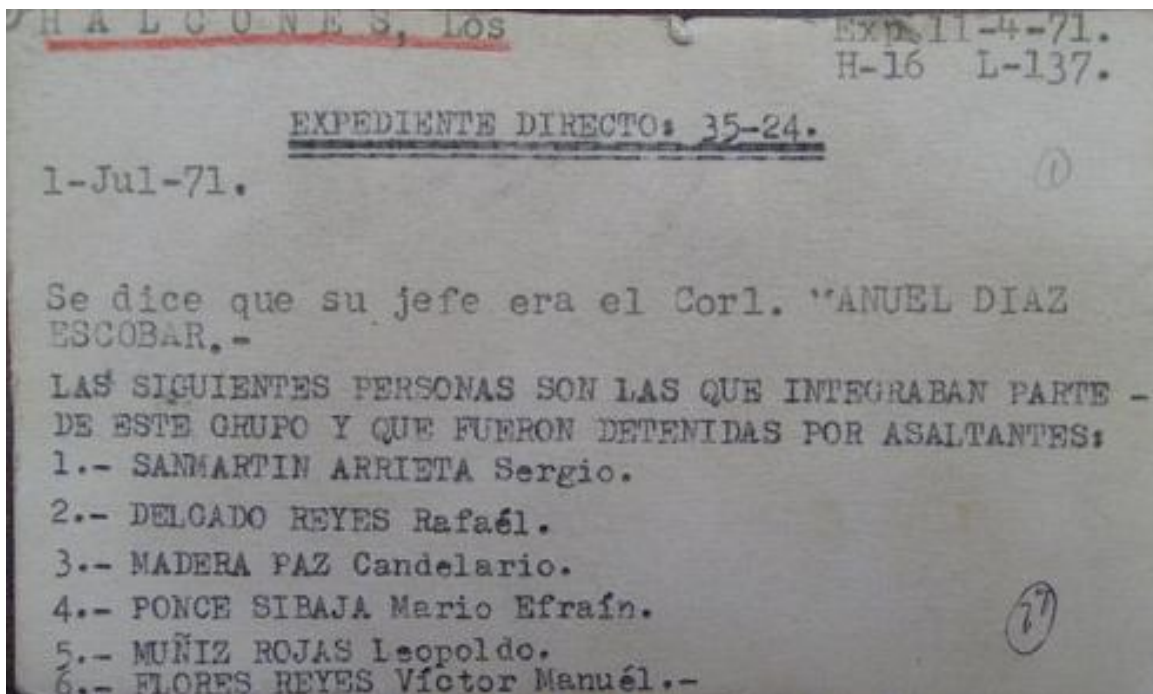 H A L C O N E S, Los
Exp. 11-4-71.
H-16 L-137.
EXPEDIENTE DIRECTO: 35-24.
1-Jul-71.
1
Se dice que su jefe era el Corl. "ANUEL DIAZ
ESCOBAR.-
LAS SIGUIENTES PERSONAS SON LAS QUE INTEGRABAN PARTE -
DE ESTE GRUPO Y QUE FUERON DETENIDAS POR ASALTANTES:
1.- SANMARTIN ARRIETA Sergio.
2.- DELGADO REYES Rafaél.
3.- MADERA PAZ Candelario.
4.- PONCE SIBAJA Mario Efraín.
5.- MUÑIZ ROJAS Leopoldo.
6.- FLORES REYES Víctor Manuél.-